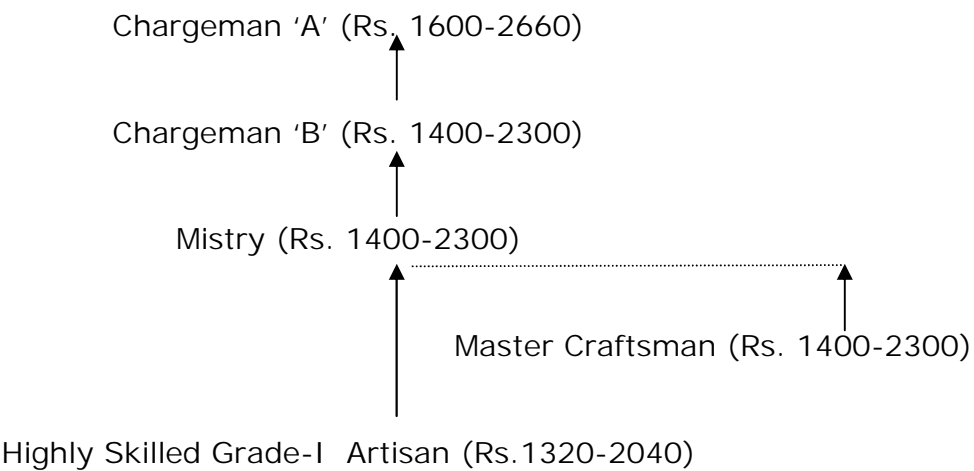 Chargeman ‘A’ (Rs. 1600-2660)
Chargeman ‘B’ (Rs. 1400-2300)
Mistry (Rs. 1400-2300)
Master Craftsman (Rs. 1400-2300)
Highly Skilled Grade-I Artisan (Rs.1320-2040)